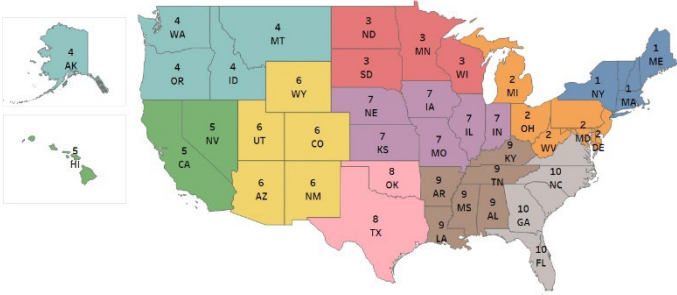 4
AK
5
HI
4
WA
4
MT
4
OR
4
ID
3
ND
3
MN
3
SD
3
WI
1
ME
1
NY
1
MA
2
MI
6
WY
7
NE
7
IA
7
IL
7
IN
2
OH
2
WV
2
MD
2
DE
5
NV
5
CA
6
UT
6
CO
7
KS
7
MO
9
KY
9
TN
10
NC
6
AZ
6
NM
8
OK
8
TX
9
AR
9
LA
9
MS
9
AL
10
GA
10
FL